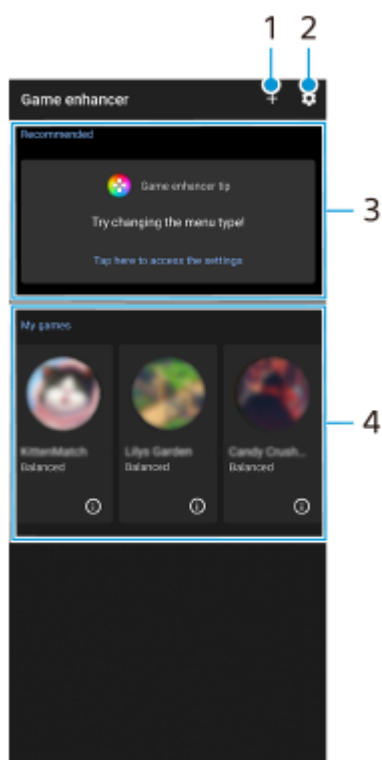 1 2
Game enhancer
Recommended
Game enhancer tip
Try changing the menu type!
Tap here to access the settings
3
My games
4
KittenMatch Lilys Garden Candy Crush...
Balanced Balanced Balanced